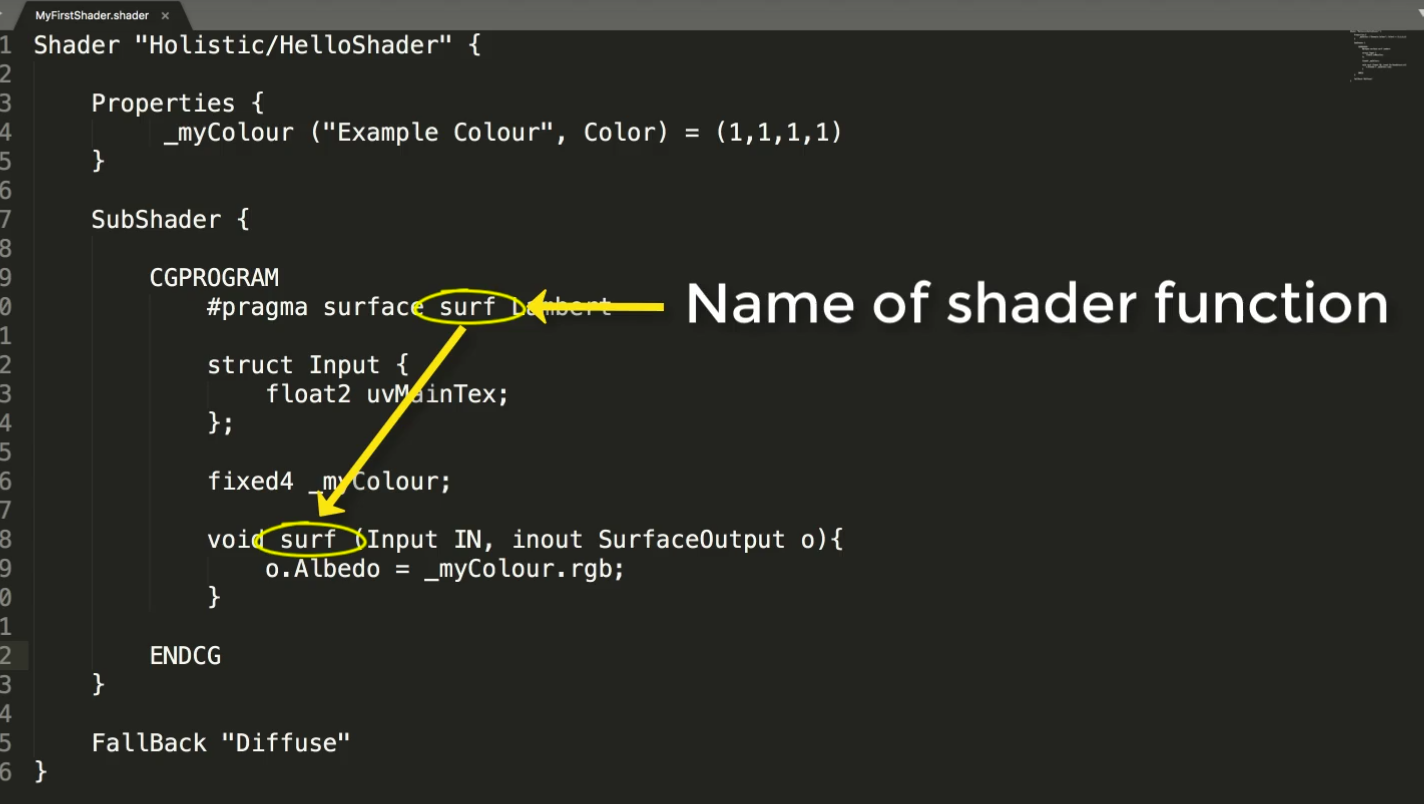 MyFirstShader.shader ×
1 Shader "Holistic/HelloShader" {
2
3 Properties {
4 _myColour ("Example Colour", Color) = (1,1,1,1)
5 }
6
7 SubShader {
8
9 CGPROGRAM
0 #pragma surface surf Lambert
Name of shader function
1
2 struct Input {
3 float2 uvMainTex;
4 };
5
6 fixed4 _myColour;
7
8 void surf (Input IN, inout SurfaceOutput o){
9 o.Albedo = _myColour.rgb;
0 }
1
2 ENDCG
3 }
4
5 FallBack "Diffuse"
6 }